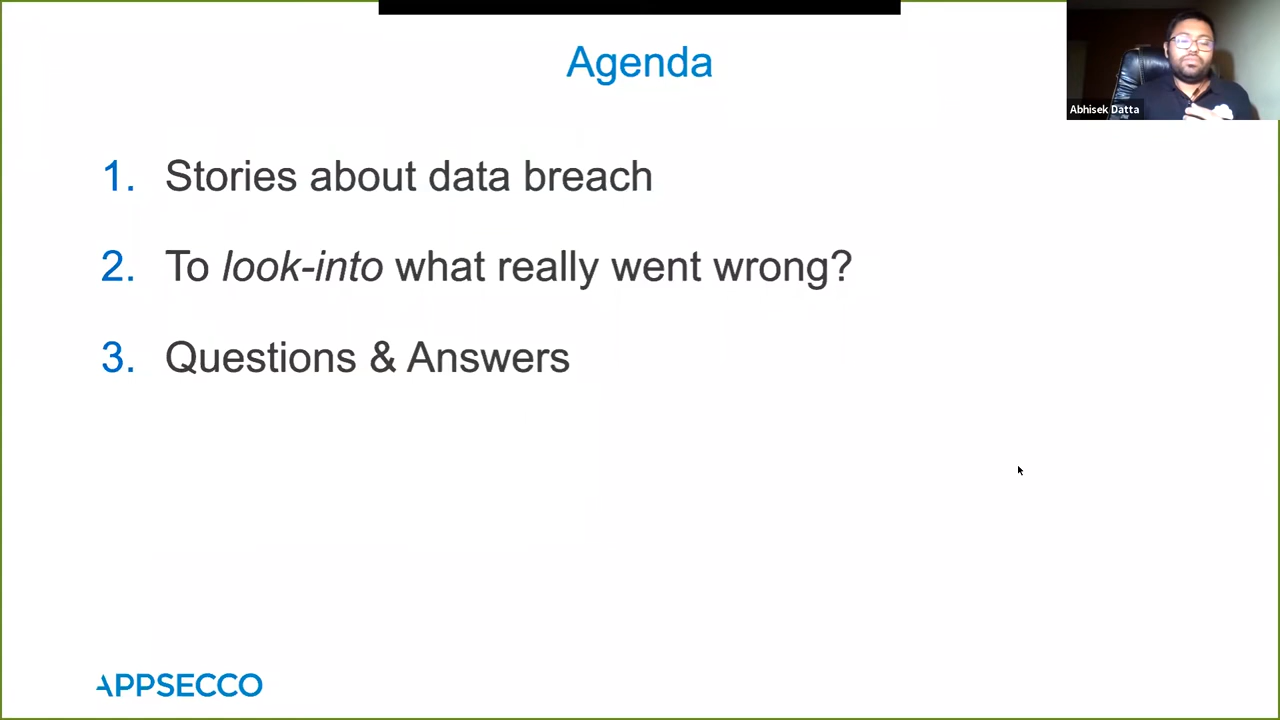 Agenda
Abhisek Datta
1. Stories about data breach
2. To look-into what really went wrong?
3. Questions & Answers
APPSECCO